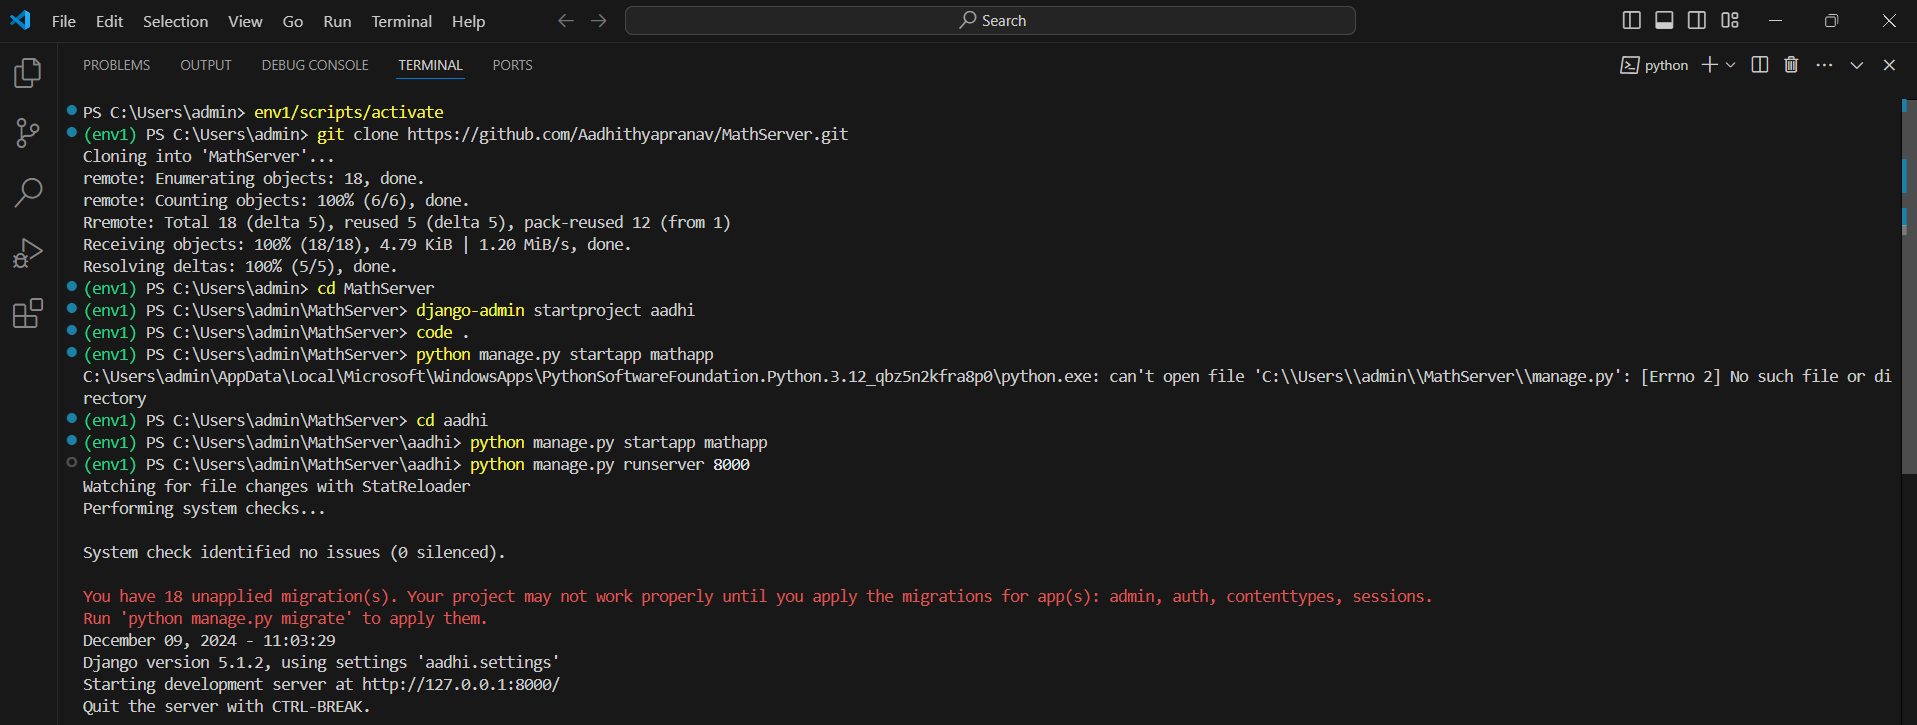 File Edit Selection View Go Run Terminal Help Search
PROBLEMS OUTPUT DEBUG CONSOLE TERMINAL PORTS python
PS C:\Users\admin> env1/scripts/activate
(env1) PS C:\Users\admin> git clone https://github.com/Aadhithyapranav/MathServer.git
Cloning into 'MathServer'...
remote: Enumerating objects: 18, done.
remote: Counting objects: 100% (6/6), done.
Rremote: Total 18 (delta 5), reused 5 (delta 5), pack-reused 12 (from 1)
Receiving objects: 100% (18/18), 4.79 KiB | 1.20 MiB/s, done.
Resolving deltas: 100% (5/5), done.
(env1) PS C:\Users\admin> cd MathServer
(env1) PS C:\Users\admin\MathServer> django-admin startproject aadhi
(env1) PS C:\Users\admin\MathServer> code .
(env1) PS C:\Users\admin\MathServer> python manage.py startapp mathapp
C:\Users\admin\AppData\Local\Microsoft\WindowsApps\PythonSoftwareFoundation.Python.3.12_qbz5n2kfra8p0\python.exe: can't open file 'C:\\Users\\admin\\MathServer\\manage.py': [Errno 2] No such file or di
rectory
(env1) PS C:\Users\admin\MathServer> cd aadhi
(env1) PS C:\Users\admin\MathServer\aadhi> python manage.py startapp mathapp
(env1) PS C:\Users\admin\MathServer\aadhi> python manage.py runserver 8000
Watching for file changes with StatReloader
Performing system checks...
System check identified no issues (0 silenced).
You have 18 unapplied migration(s). Your project may not work properly until you apply the migrations for app(s): admin, auth, contenttypes, sessions.
Run 'python manage.py migrate' to apply them.
December 09, 2024 - 11:03:29
Django version 5.1.2, using settings 'aadhi.settings'
Starting development server at http://127.0.0.1:8000/
Quit the server with CTRL-BREAK.